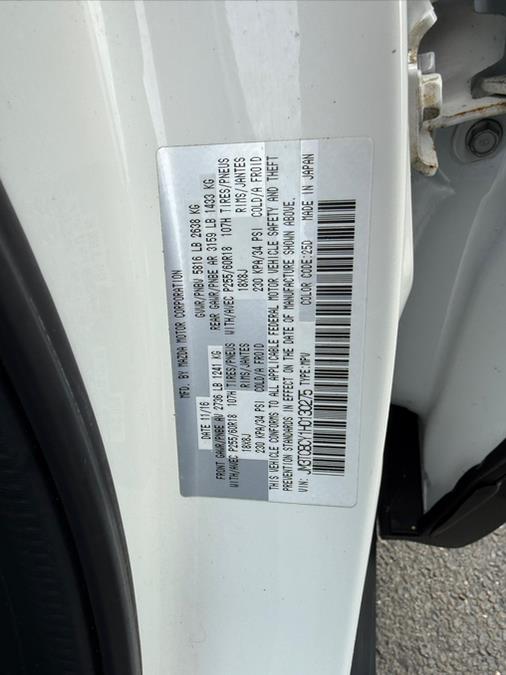 MFD. BY MAZDA MOTOR CORPORATION
DATE 11/16 GVWR/PNBV 5816 LB 2638 KG
FRONT GAWR/PNBE AV 2736 LB 1241 KG REAR GAWR/PNBE AR 3159 LB 1433 KG
WITH/AVEC P255/60R18 107H TIRES/PNEUS WITH/AVEC P255/60R18 107H TIRES/PNEUS
18X8J RIMS/JANTES 18X8J RIMS/JANTES
230 KPA/34 PSI COLD/A FROID 230 KPA/34 PSI COLD/A FROID
THIS VEHICLE CONFORMS TO ALL APPLICABLE FEDERAL MOTOR VEHICLE SAFETY AND THEFT
PREVENTION STANDARDS IN EFFECT ON THE DATE OF MANUFACTURE SHOWN ABOVE.
VIN: JM3TCBCY1H0130275 TYPE:MPV COLOR CODE:25D MADE IN JAPAN